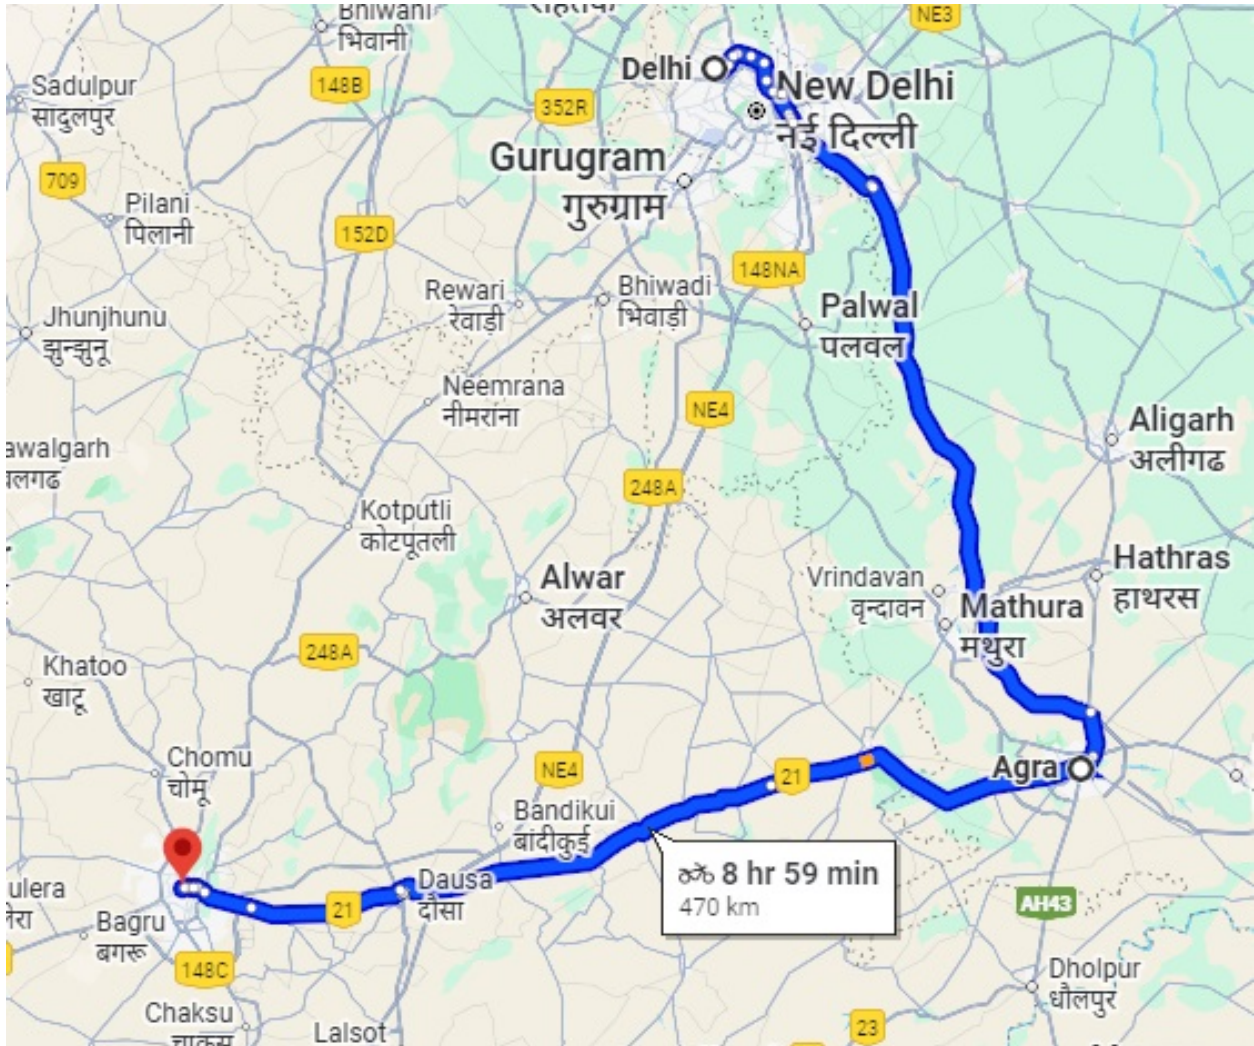 Bhiwani
भिवानी
NE3
Delhi
New Delhi
नई दिल्ली
Sadulpur
सादुलपुर
148B
352R
Gurugram
गुरुग्राम
709
Pilani
पिलानी
152D
148NA
Rewari
रेवाड़ी
Bhiwadi
भिवाड़ी
Palwal
पलवल
Jhunjhunu
झुन्झुनू
Neemrana
नीमराना
NE4
Aligarh
अलीगढ
awalgarh
वलगढ
248A
Kotputli
कोटपूतली
Alwar
अलवर
Vrindavan
वृन्दावन
Hathras
हाथरस
Mathura
मथुरा
248A
Khatoo
खाटू
Chomu
चोमू
NE4
21
Agra
Bandikui
बांदीकुई
8 hr 59 min
470 km
ulera
Dausa
दौसा
21
Bagru
बगरू
AH43
148C
Dholpur
धौलपुर
Chaksu
Lalsot
23